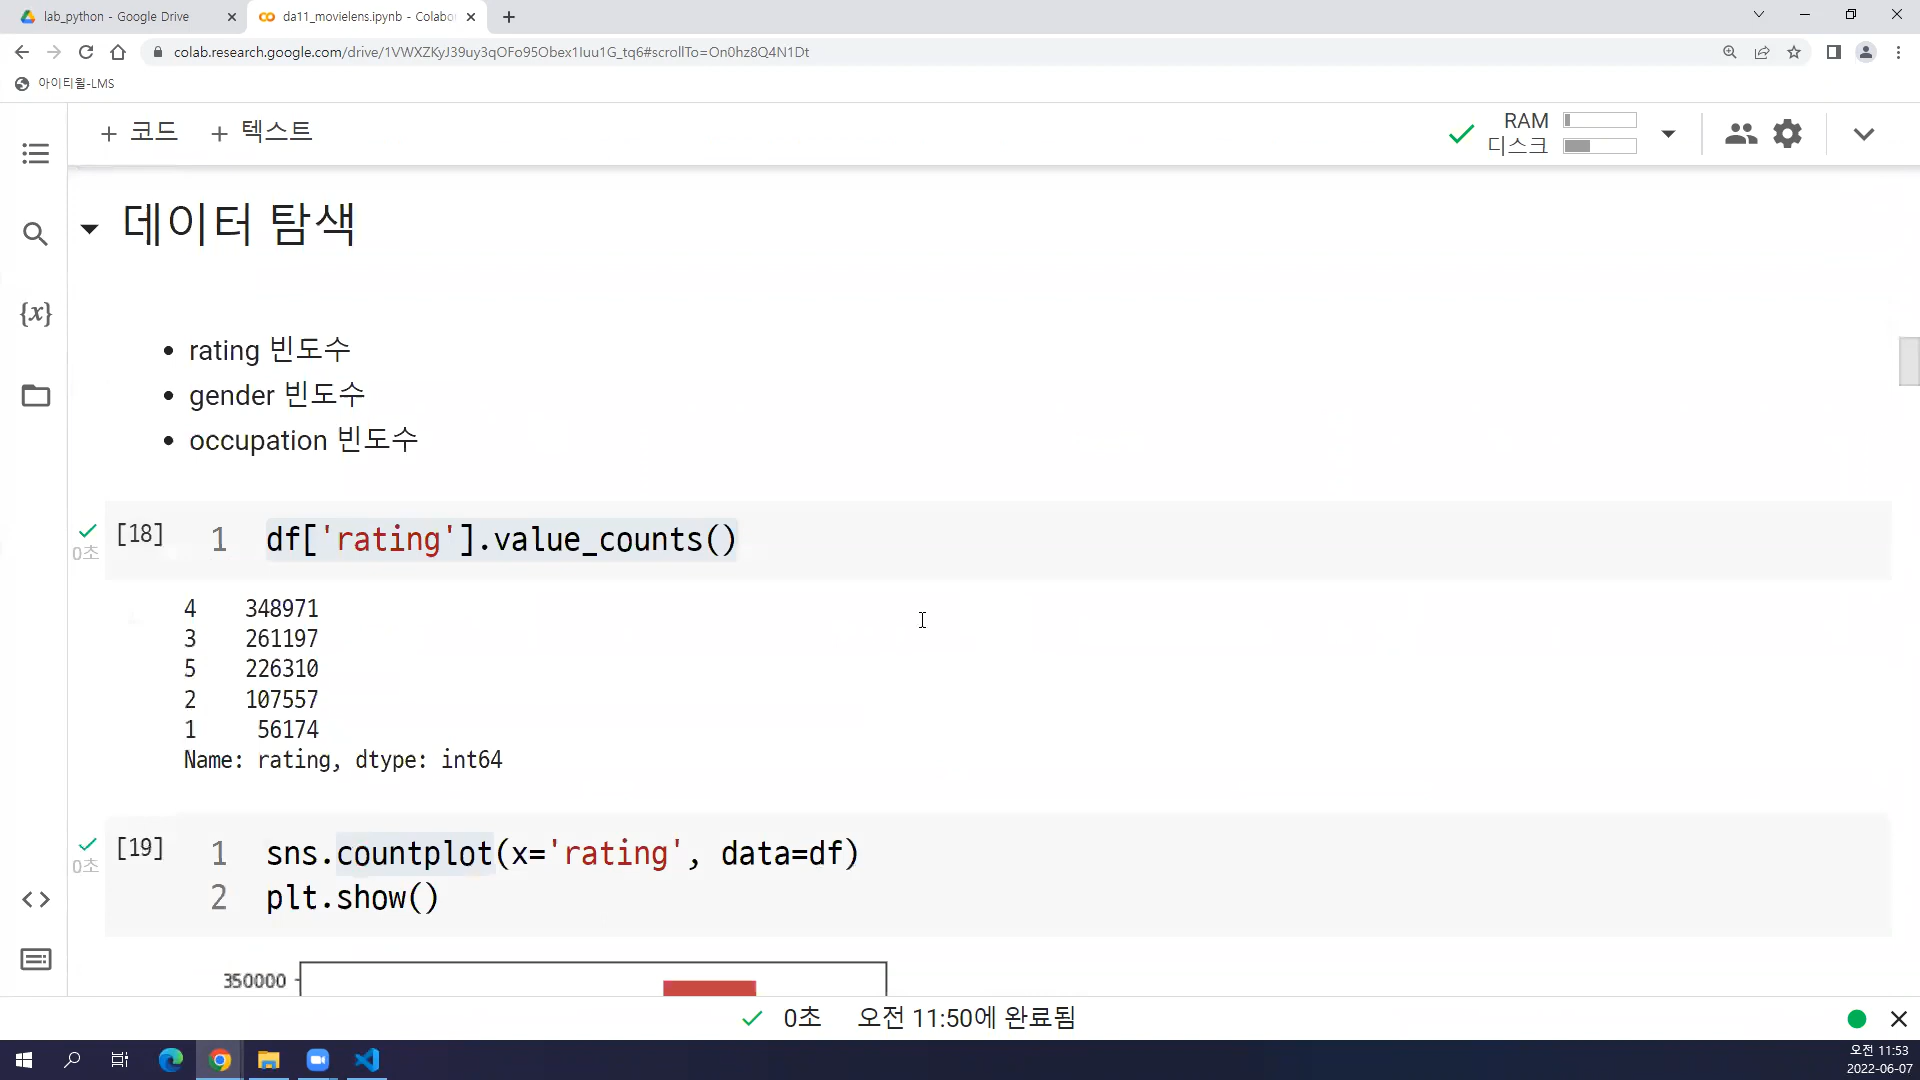 lab_python - Google Drive
da11_movielens.ipynb - Colabo
colab.research.google.com/drive/1VWXZKyJ39uy3qOFo95Obex1Iuu1G_tq6#scrollTo=On0hz8Q4N1Dt
아이티윌-LMS
+ 코드 + 텍스트
RAM
디스크
데이터 탐색
{x}
• rating 빈도수
• gender 빈도수
• occupation 빈도수
[18] 1 df['rating'].value_counts()
0초
4 348971
3 261197
5 226310
2 107557
1 56174
Name: rating, dtype: int64
[19] 1 sns.countplot(x='rating', data=df)
0초
2 plt.show()
350000
0초 오전 11:50에 완료됨
오전 11:53
2022-06-07